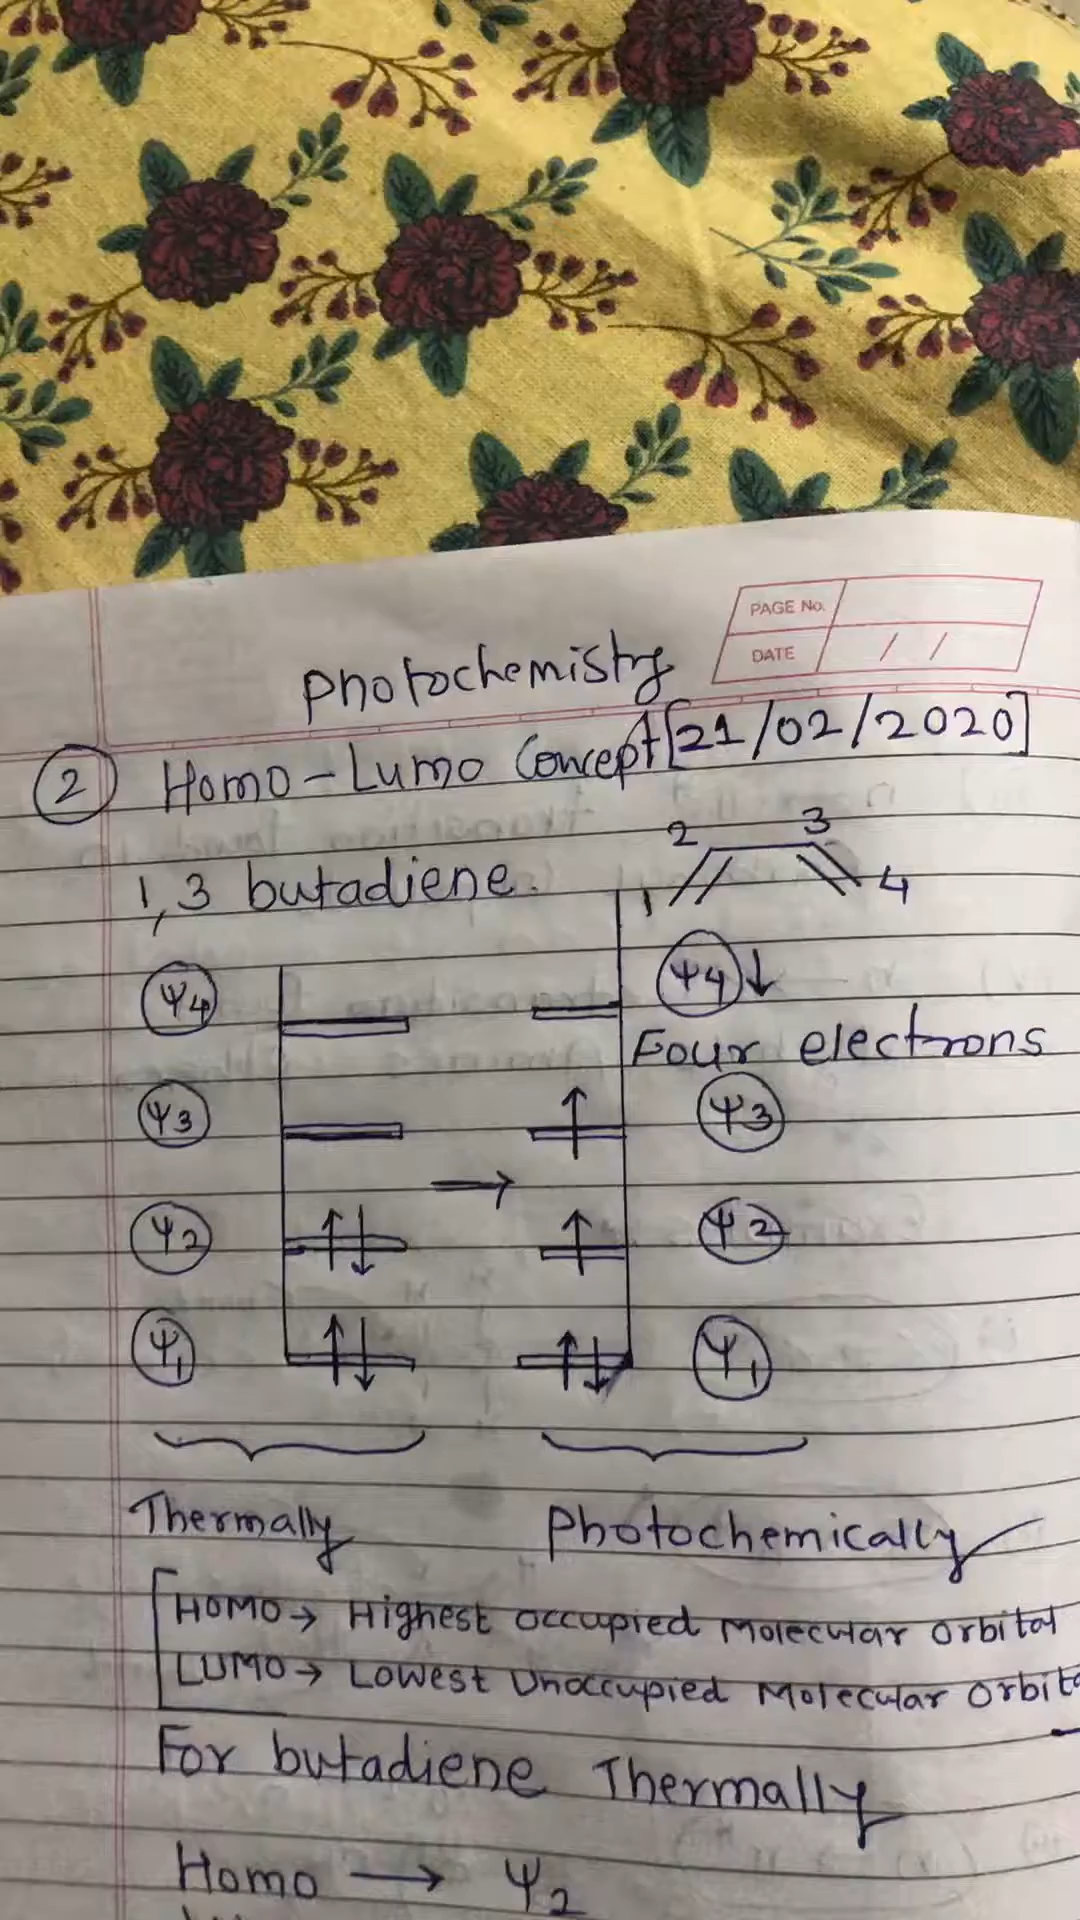 PAGE No.
DATE / /
Photochemistry
② Homo-Lumo Concept [21/02/2020]
1,3 butadiene.
1 2 3 4
Ψ4 Ψ4 ↓
Four electrons
Ψ3 ↑ Ψ3
→
Ψ2 ↑↓ ↑ Ψ2
Ψ1 ↑↓ ↑↓ Ψ1
Thermally Photochemically
HOMO → Highest Occupied Molecular Orbital
LUMO → Lowest Unoccupied Molecular Orbit
For butadiene Thermally
Homo → Ψ2